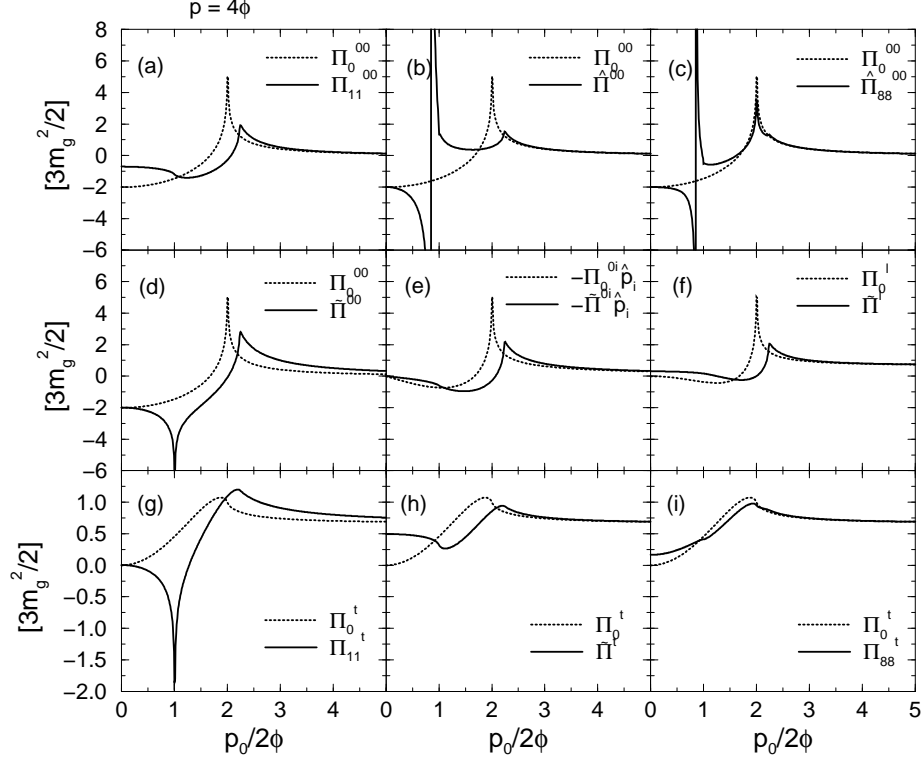 p = 4ϕ
[3m_g^2/2]
8
6
4
2
0
−2
−4
−6
(a)
Π_0^00
Π_11^00
(b)
Π_0^00
Π̂^00
(c)
Π_0^00
Π̂_88^00
[3m_g^2/2]
6
4
2
0
−2
−4
6
(d)
Π_0^00
Π̃^00
(e)
−Π_0^0i p̂_i
−Π̃^0i p̂_i
(f)
Π_0^l
Π̃^l
[3m_g^2/2]
1.0
0.5
0.0
−0.5
−1.0
−1.5
−2.0
(g)
Π_0^t
Π_11^t
(h)
Π_0^t
Π̃^t
(i)
Π_0^t
Π_88^t
0 1 2 3 4 0 1 2 3 4 0 1 2 3 4 5
p_0/2ϕ p_0/2ϕ p_0/2ϕ